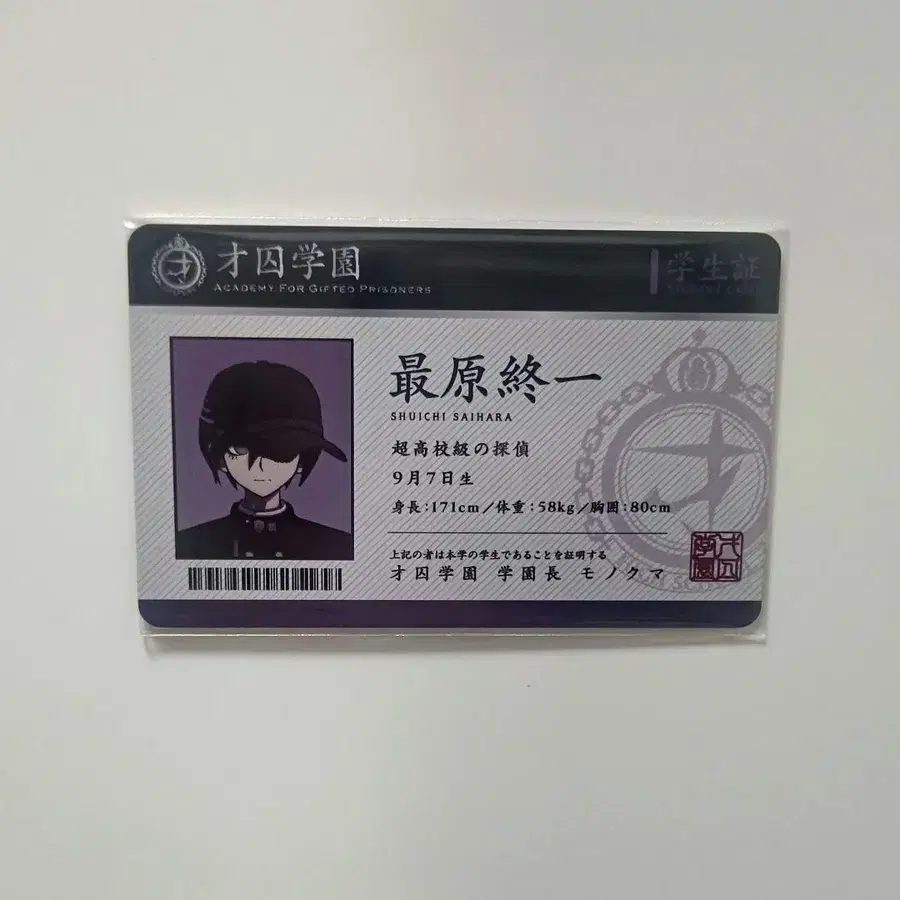 才囚学園
ACADEMY FOR GIFTED PRISONERS
学生証
最原終一
SHUICHI SAIHARA
超高校級の探偵
9月7日生
身長:171cm/体重:58kg/胸囲:80cm
上記の者は本学の学生であることを証明する
才囚学園 学園長 モノクマ